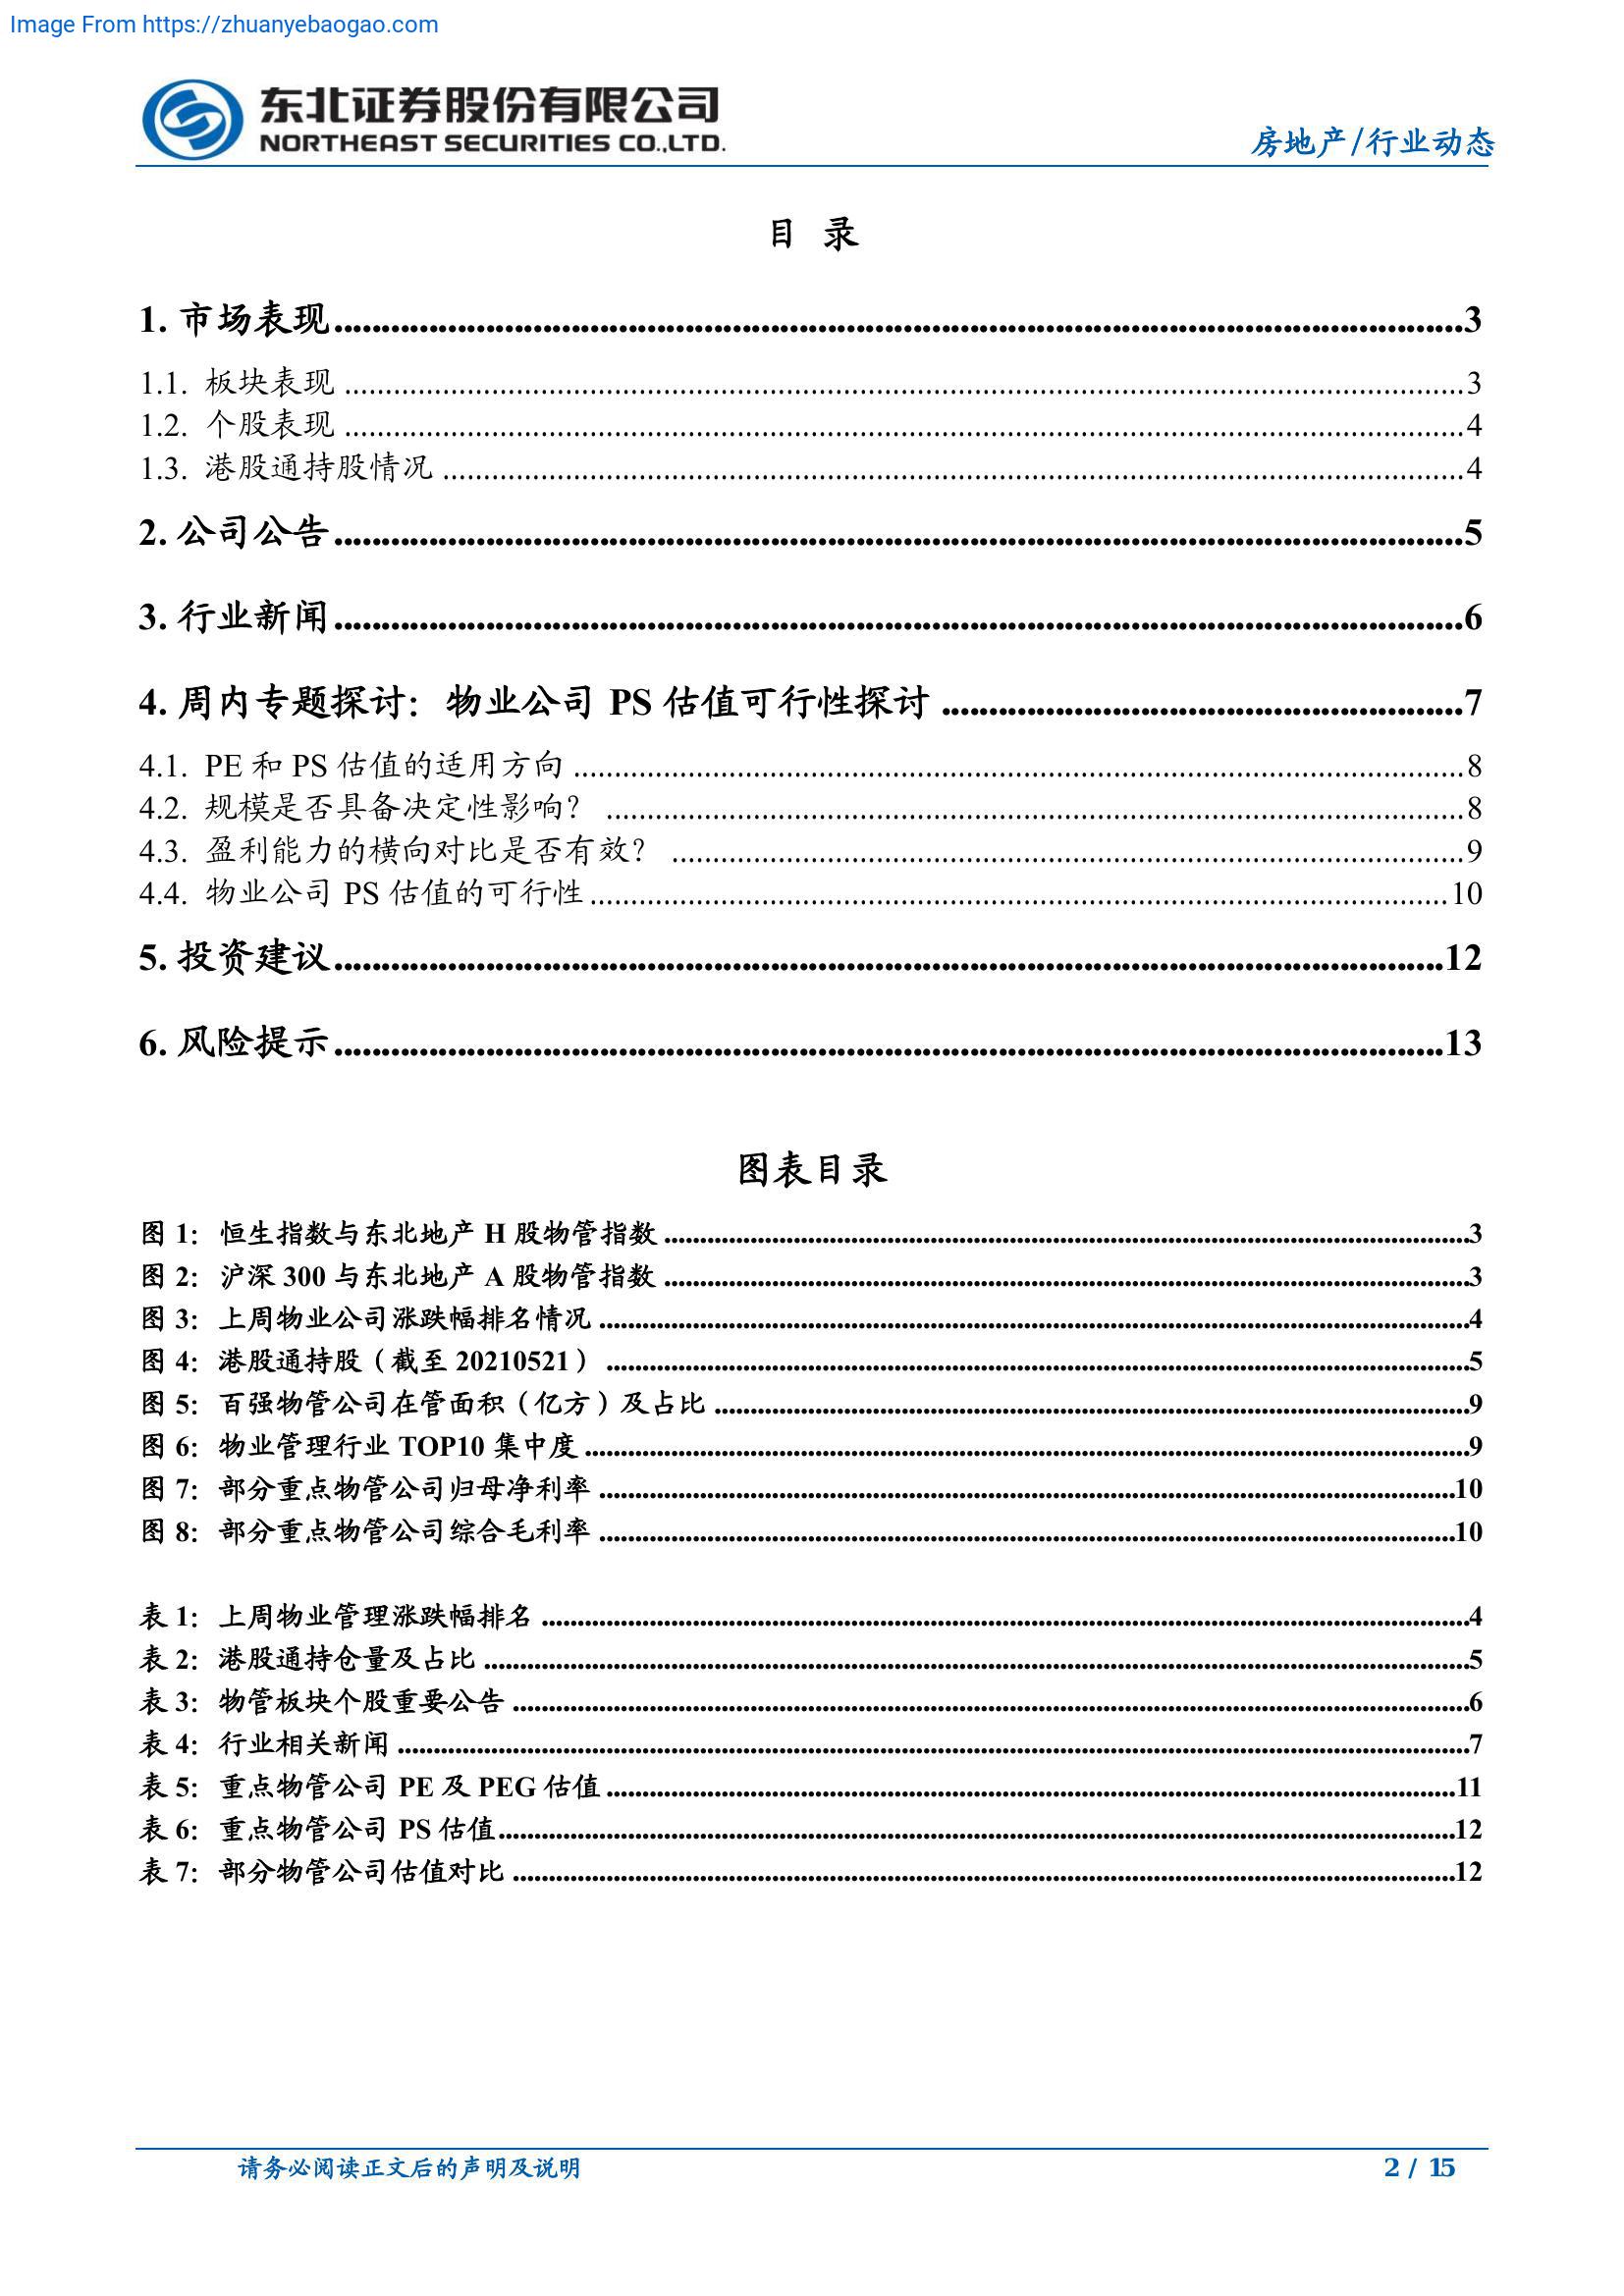 Image From https://zhuanyebaogao.com
东北证券股份有限公司
NORTHEAST SECURITIES CO.,LTD.
房地产/行业动态
目 录
1. 市场表现 3
1.1. 板块表现 3
1.2. 个股表现 4
1.3. 港股通持股情况 4
2. 公司公告 5
3. 行业新闻 6
4. 周内专题探讨：物业公司 PS 估值可行性探讨 7
4.1. PE 和 PS 估值的适用方向 8
4.2. 规模是否具备决定性影响？ 8
4.3. 盈利能力的横向对比是否有效？ 9
4.4. 物业公司 PS 估值的可行性 10
5. 投资建议 12
6. 风险提示 13
图表目录
图 1：恒生指数与东北地产 H 股物管指数 3
图 2：沪深 300 与东北地产 A 股物管指数 3
图 3：上周物业公司涨跌幅排名情况 4
图 4：港股通持股（截至 20210521） 5
图 5：百强物管公司在管面积（亿方）及占比 9
图 6：物业管理行业 TOP10 集中度 9
图 7：部分重点物管公司归母净利率 10
图 8：部分重点物管公司综合毛利率 10
表 1：上周物业管理涨跌幅排名 4
表 2：港股通持仓量及占比 5
表 3：物管板块个股重要公告 6
表 4：行业相关新闻 7
表 5：重点物管公司 PE 及 PEG 估值 11
表 6：重点物管公司 PS 估值 12
表 7：部分物管公司估值对比 12
请务必阅读正文后的声明及说明
2 / 15